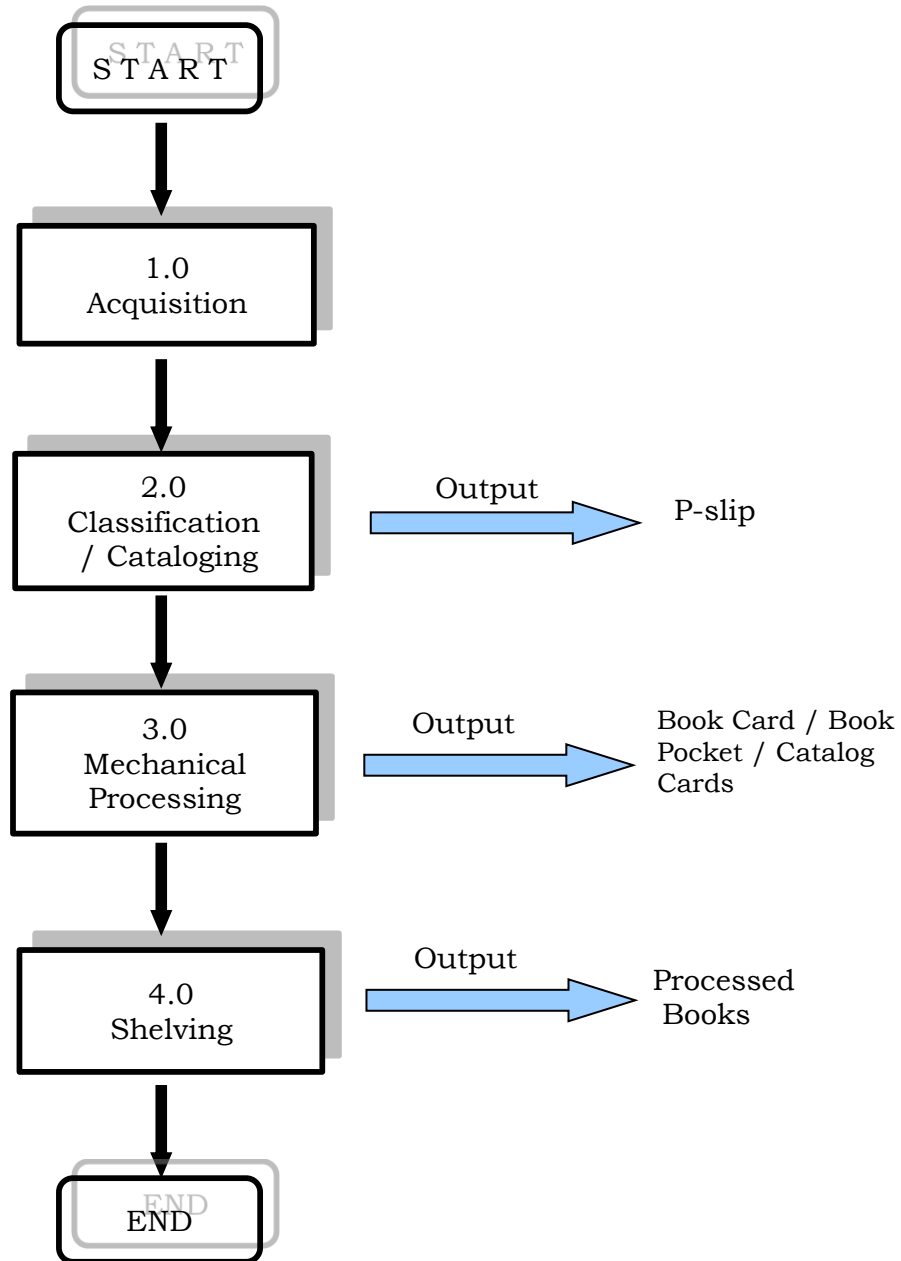 S T A R T
1.0
Acquisition
2.0
Classification
/ Cataloging
Output
P-slip
3.0
Mechanical
Processing
Output
Book Card / Book
Pocket / Catalog
Cards
4.0
Shelving
Output
Processed
Books
END